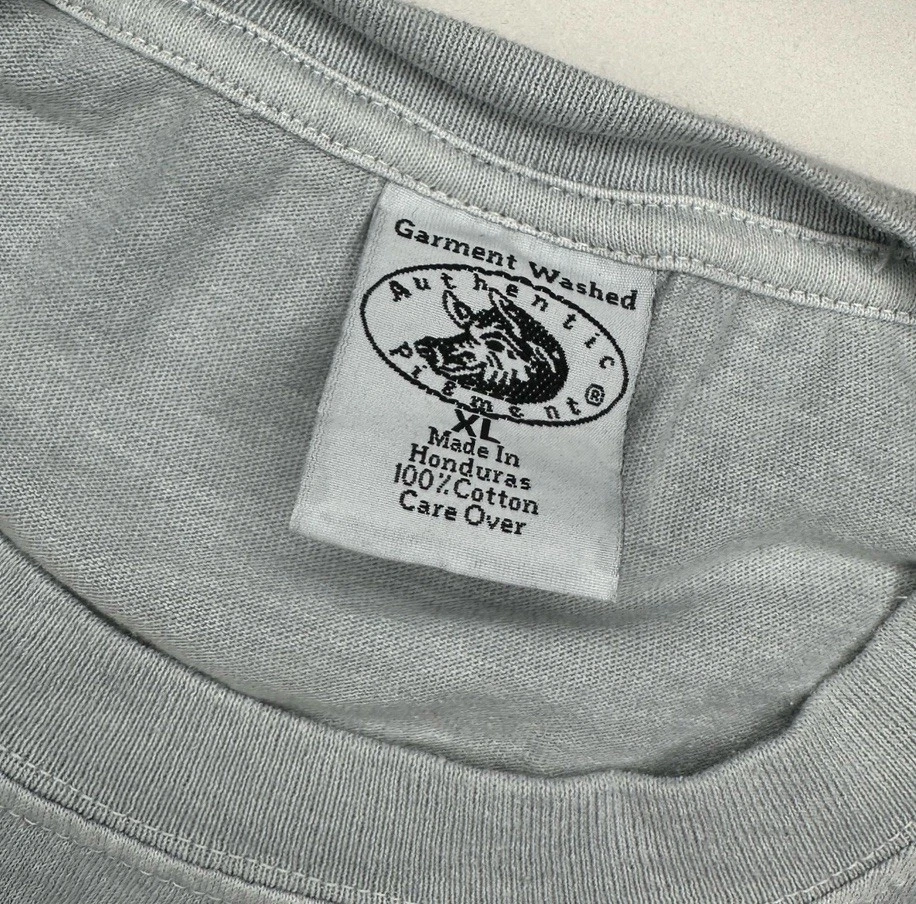 Garment Washed
Authentic
Pigment®
XL
Made In
Honduras
100% Cotton
Care Over